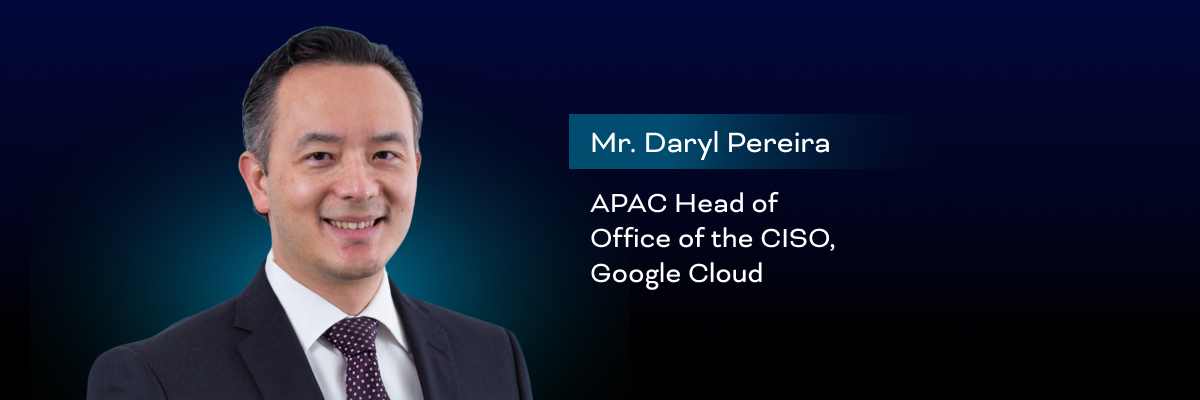 Mr. Daryl Pereira
APAC Head of
Office of the CISO,
Google Cloud